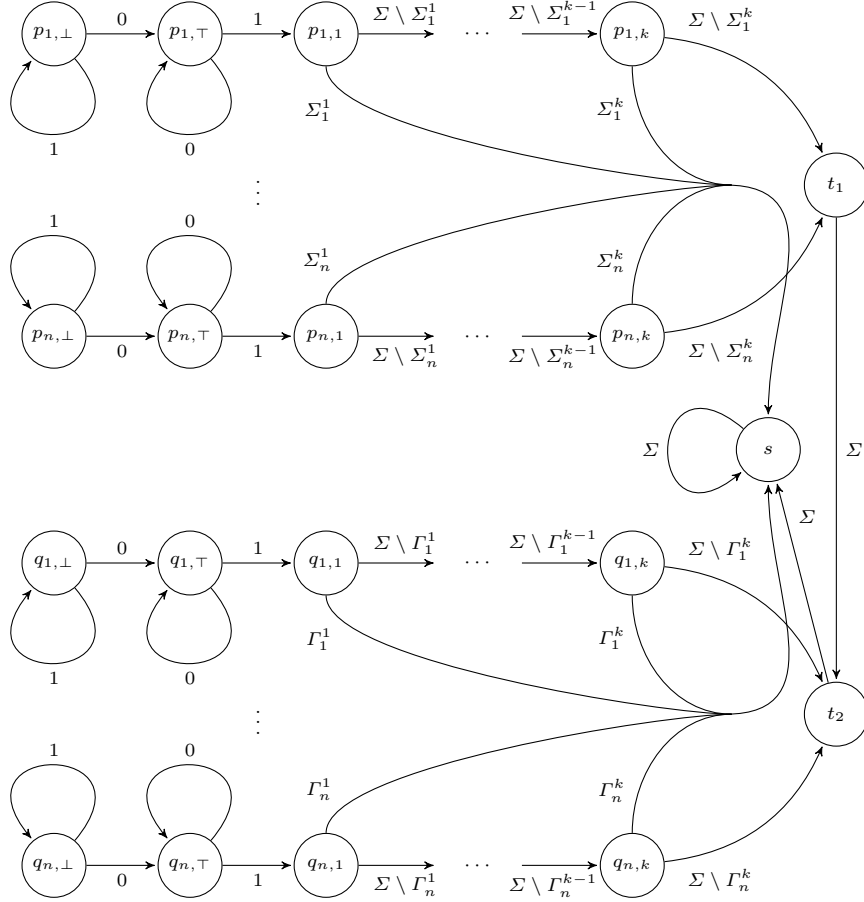 0 1 Σ \ Σ_1^1 Σ \ Σ_1^{k-1} Σ \ Σ_1^k
p_{1,⊥} p_{1,⊤} p_{1,1} ⋯ p_{1,k}
Σ_1^1 Σ_1^k
1 0
t_1
⋮
1 0
Σ_n^1 Σ_n^k
p_{n,⊥} p_{n,⊤} p_{n,1} ⋯ p_{n,k}
0 1 Σ \ Σ_n^1 Σ \ Σ_n^{k-1} Σ \ Σ_n^k
Σ s Σ
Σ
0 1 Σ \ Γ_1^1 Σ \ Γ_1^{k-1} Σ \ Γ_1^k
q_{1,⊥} q_{1,⊤} q_{1,1} ⋯ q_{1,k}
Γ_1^1 Γ_1^k
1 0
t_2
⋮
1 0
Γ_n^1 Γ_n^k
q_{n,⊥} q_{n,⊤} q_{n,1} ⋯ q_{n,k}
0 1 Σ \ Γ_n^1 Σ \ Γ_n^{k-1} Σ \ Γ_n^k